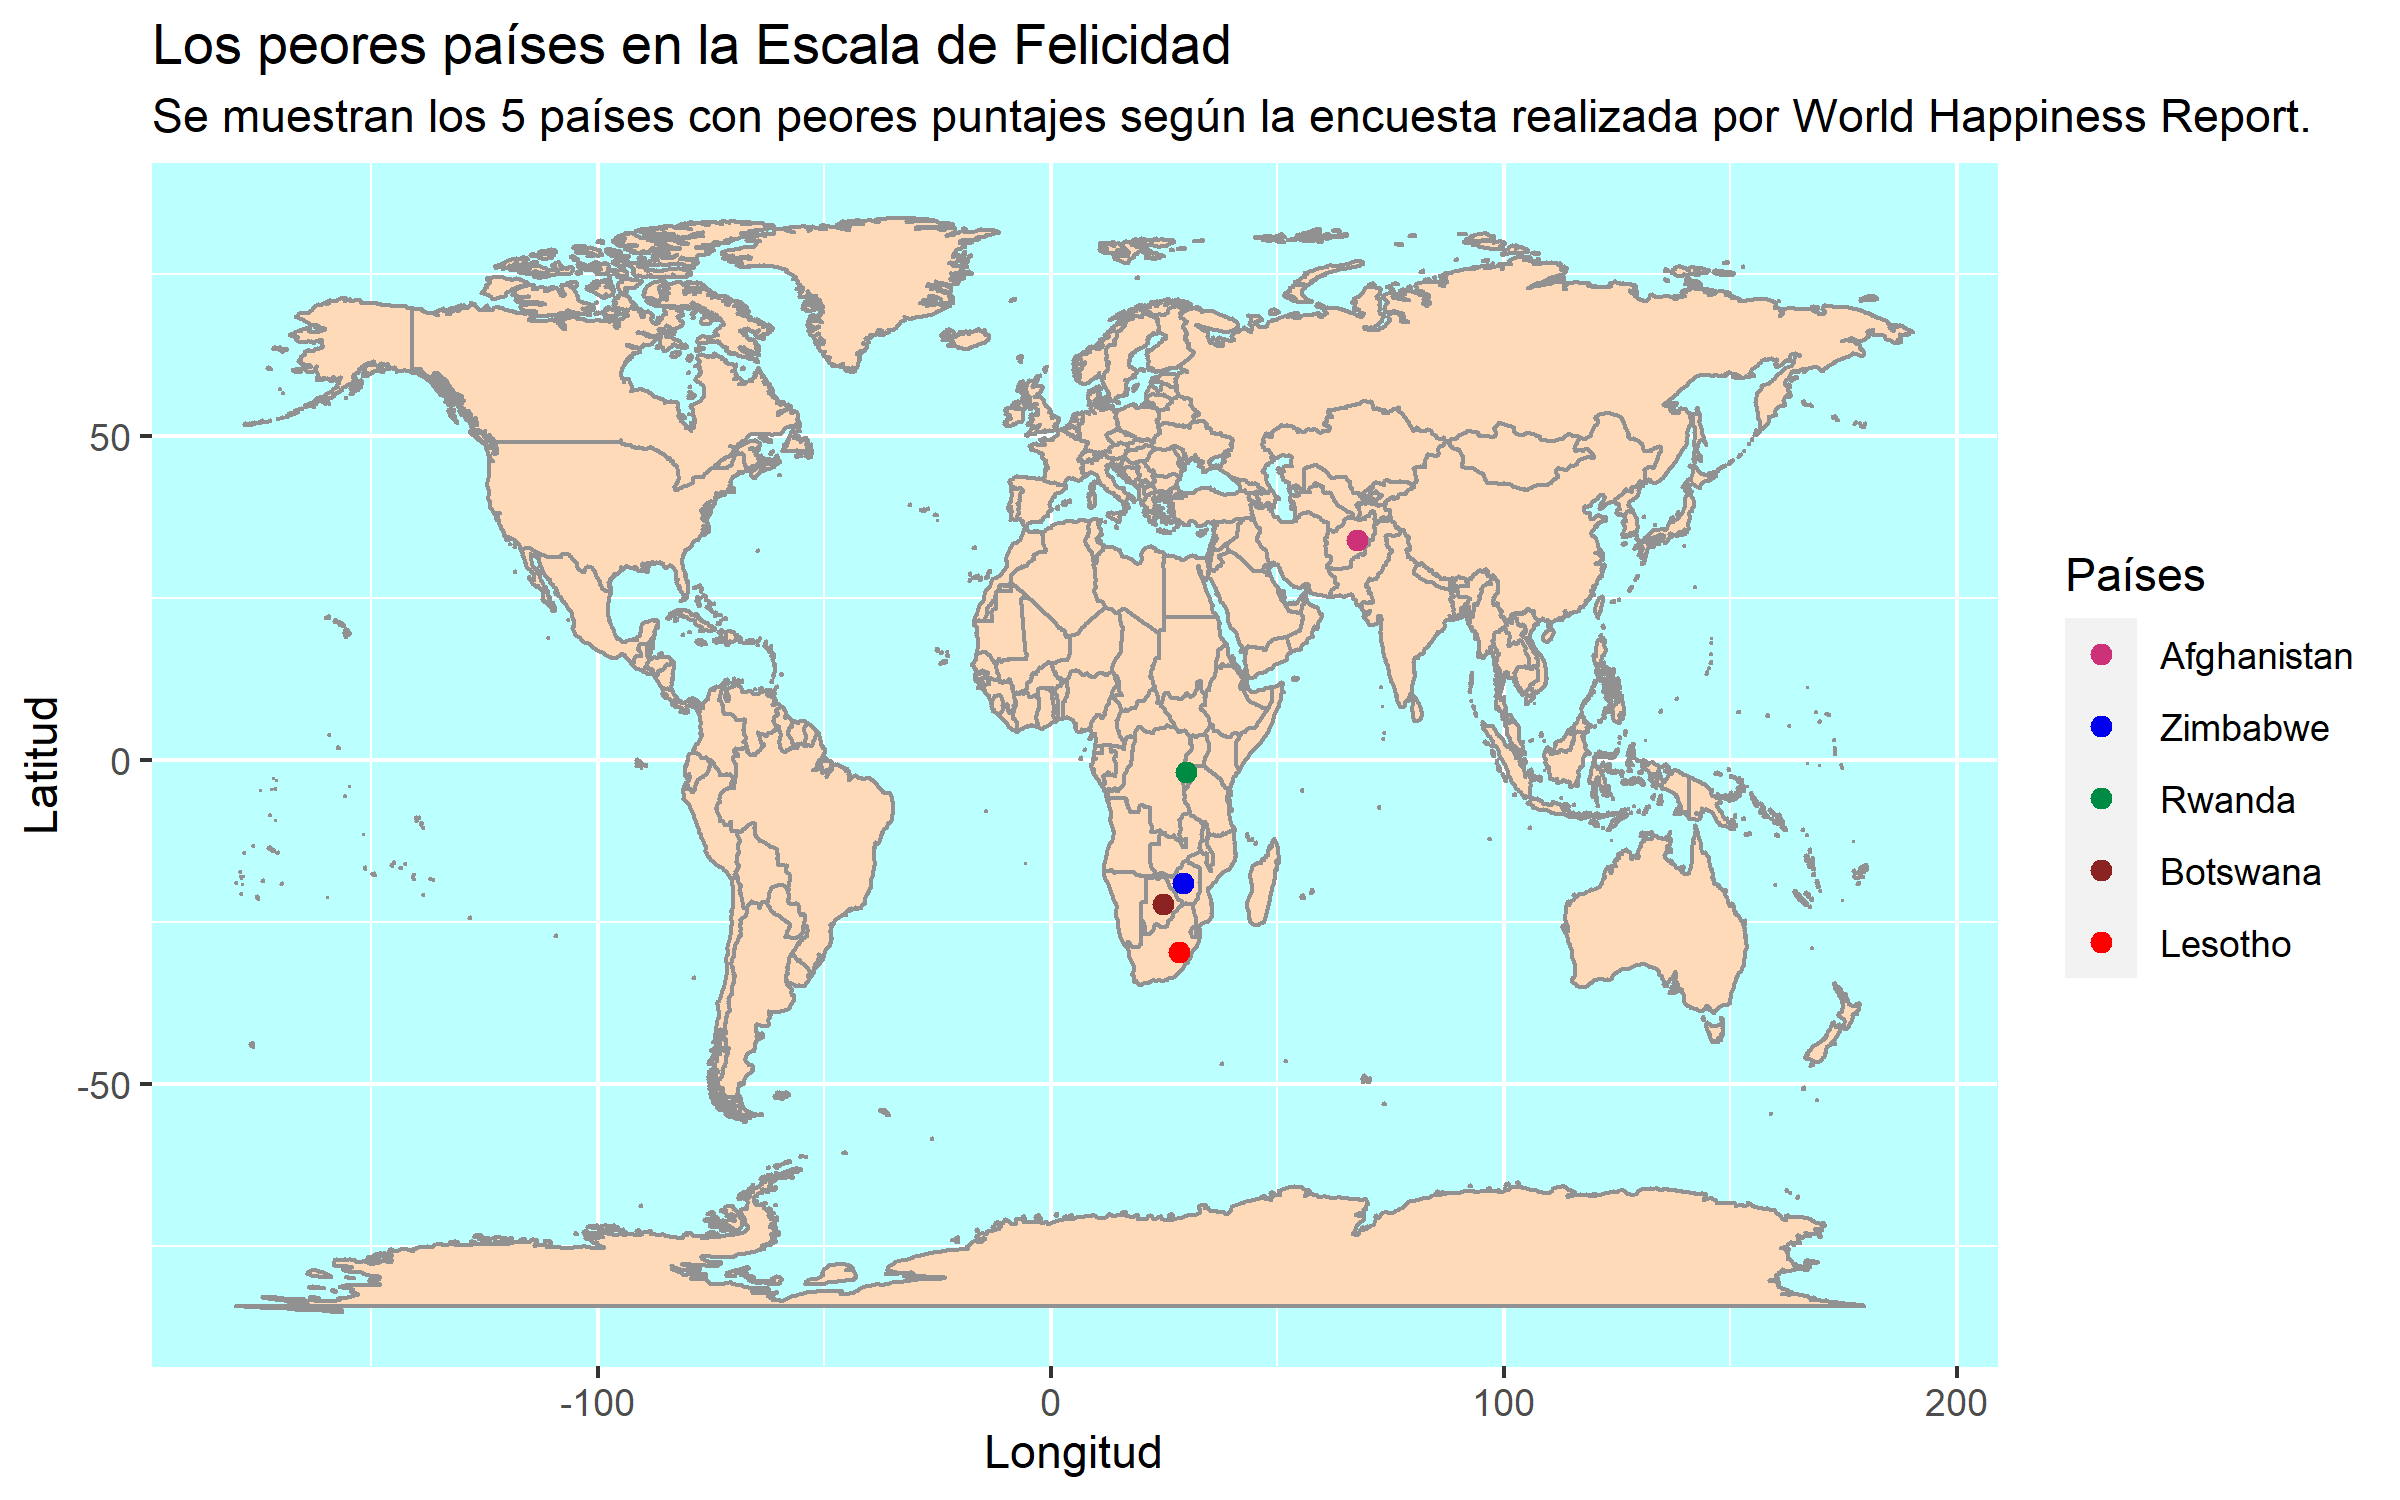 Los peores países en la Escala de Felicidad
Se muestran los 5 países con peores puntajes según la encuesta realizada por World Happiness Report.
Latitud
50
0
-50
-100
0
100
200
Longitud
Países
Afghanistan
Zimbabwe
Rwanda
Botswana
Lesotho